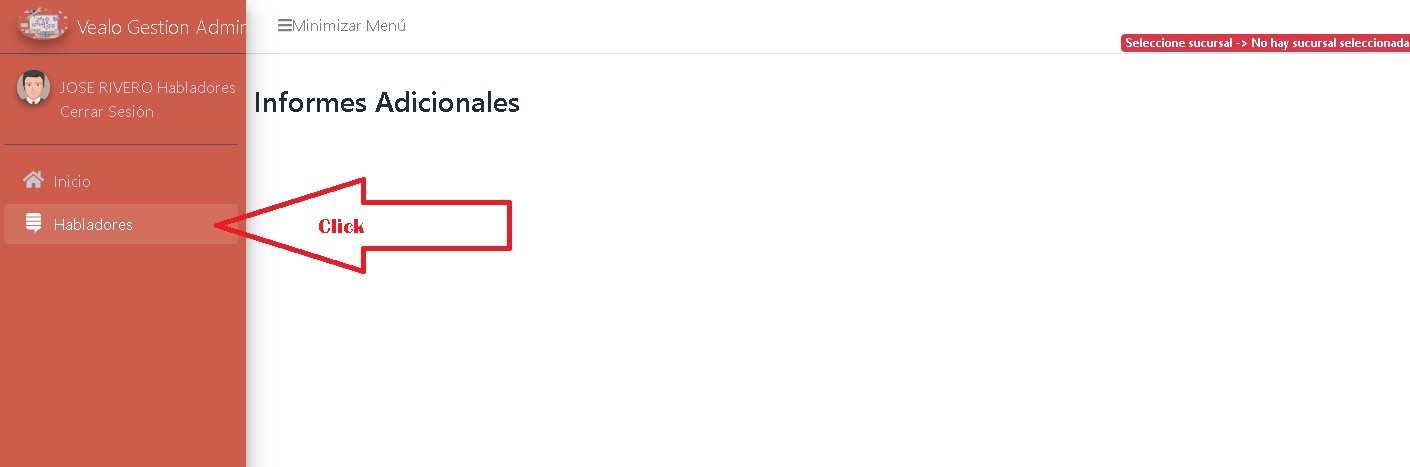 Vealo Gestion Admin
Minimizar Menú
Seleccione sucursal -> No hay sucursal seleccionada
JOSE RIVERO Habladores
Cerrar Sesión
Informes Adicionales
Inicio
Habladores
Click